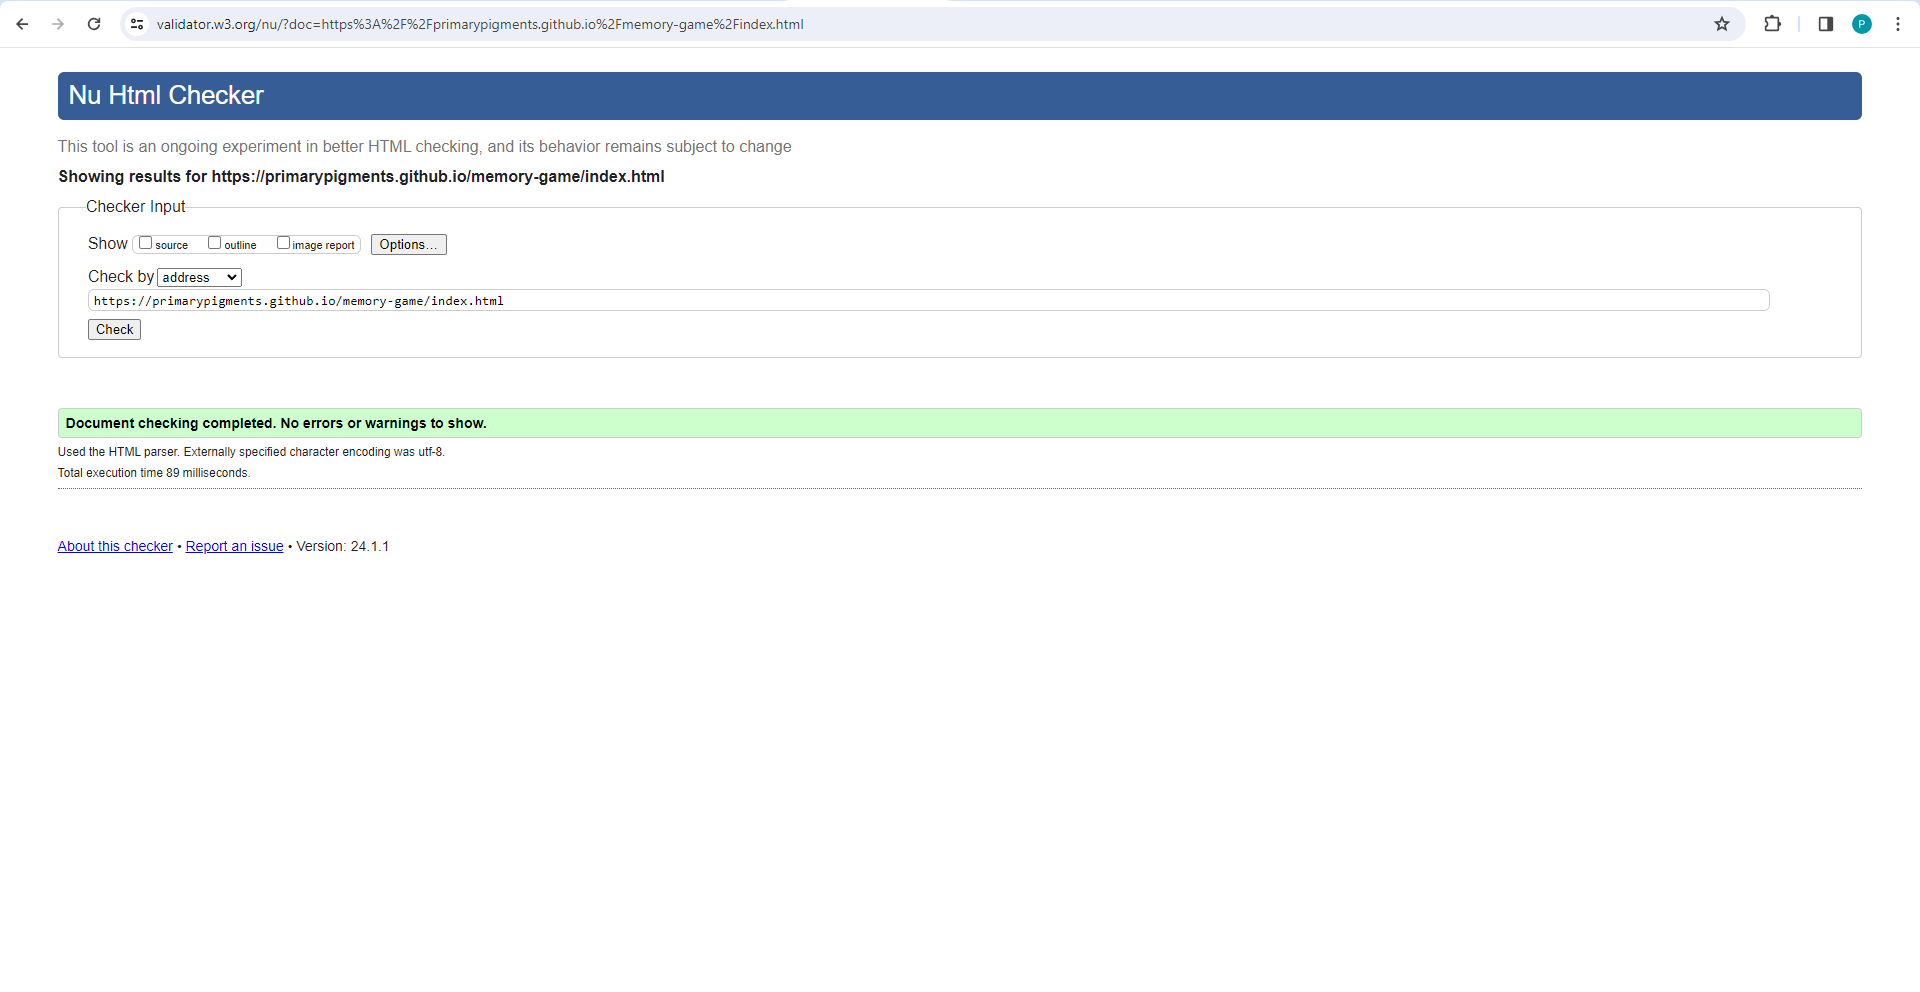 validator.w3.org/nu/?doc=https%3A%2F%2Fprimarypigments.github.io%2Fmemory-game%2Findex.html
P
Nu Html Checker
This tool is an ongoing experiment in better HTML checking, and its behavior remains subject to change
Showing results for https://primarypigments.github.io/memory-game/index.html
Checker Input
Show source outline image report Options...
Check by address
https://primarypigments.github.io/memory-game/index.html
Check
Document checking completed. No errors or warnings to show.
Used the HTML parser. Externally specified character encoding was utf-8.
Total execution time 89 milliseconds.
About this checker • Report an issue • Version: 24.1.1